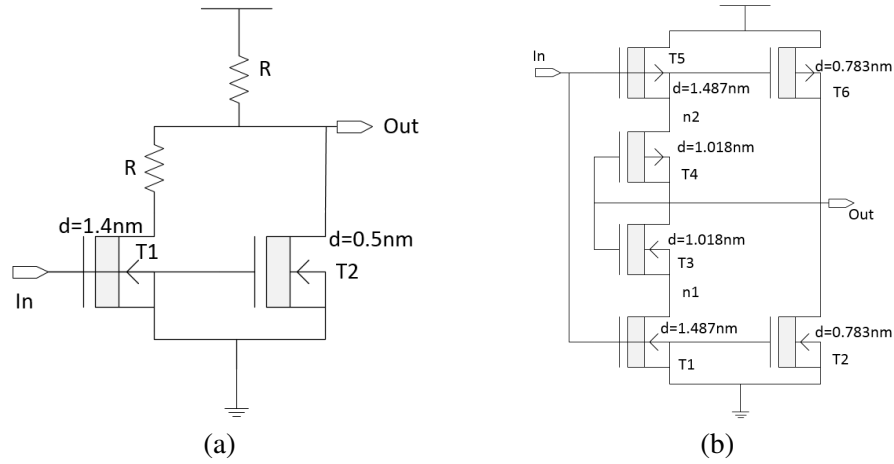 R
Out
R
d=1.4nm
T1
d=0.5nm
T2
In
(a)
In
T5
d=1.487nm
d=0.783nm
T6
n2
d=1.018nm
T4
Out
d=1.018nm
T3
n1
d=1.487nm
T1
d=0.783nm
T2
(b)